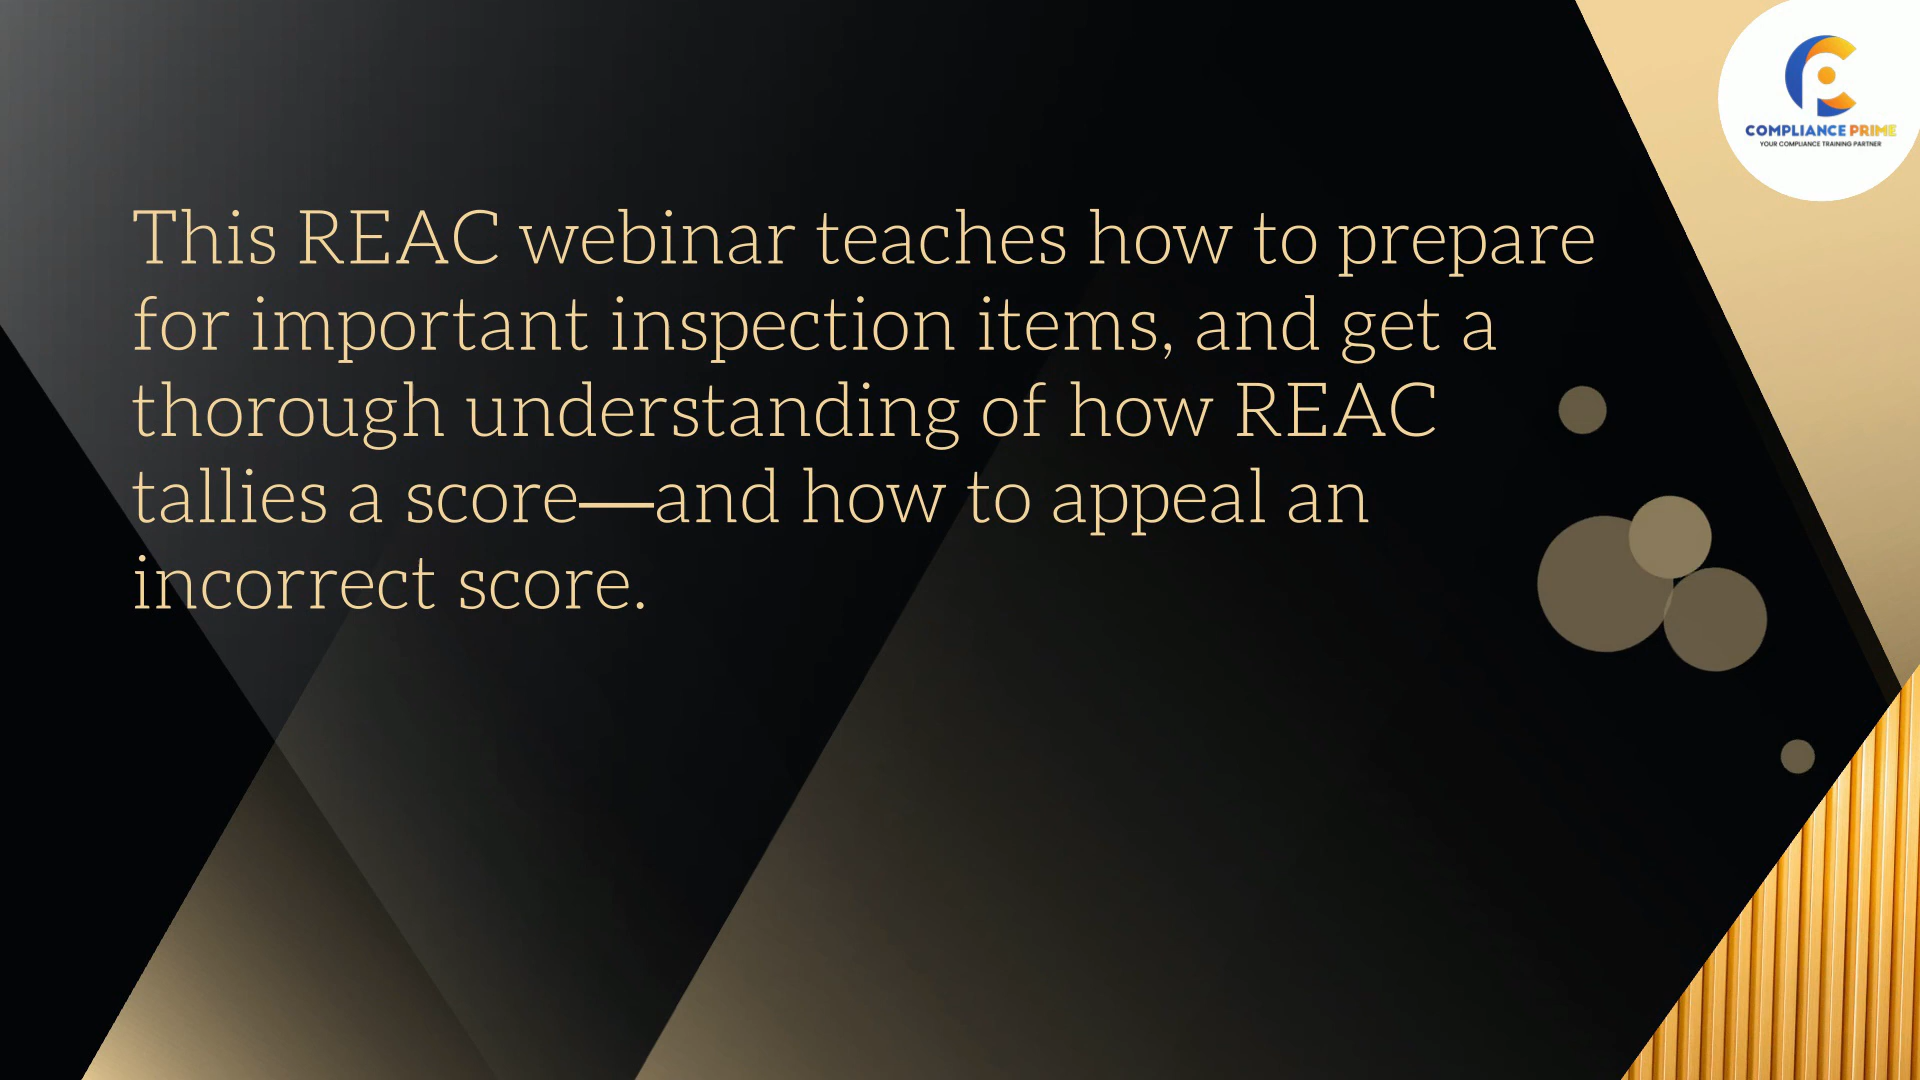 COMPLIANCE PRIME
YOUR COMPLIANCE TRAINING PARTNER
This REAC webinar teaches how to prepare
for important inspection items, and get a
thorough understanding of how REAC
tallies a score—and how to appeal an
incorrect score.